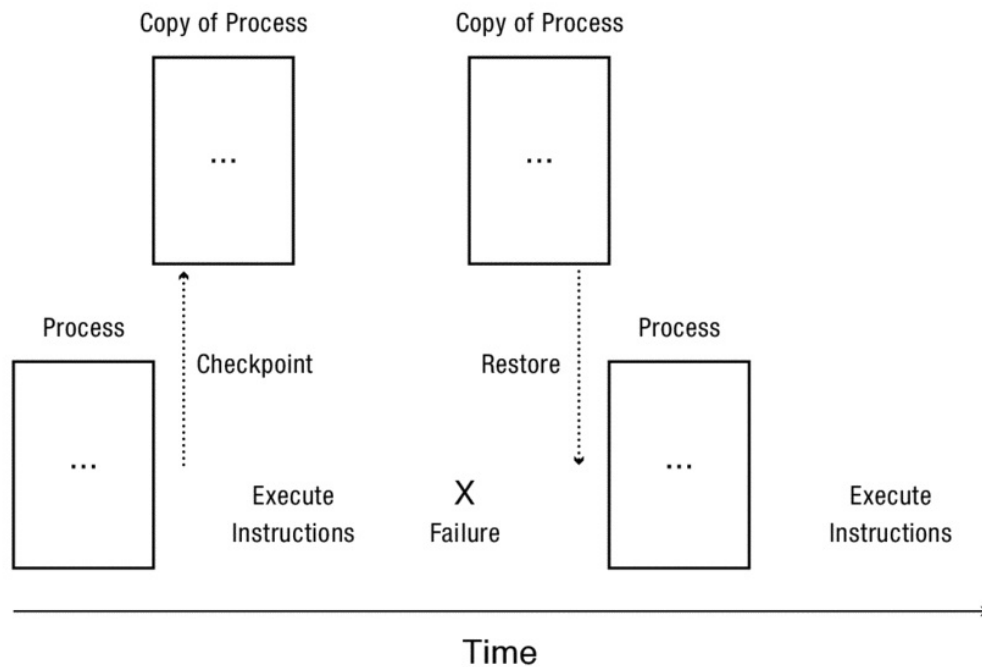 Copy of Process
Copy of Process
...
...
Process
Process
Checkpoint
Restore
...
...
Execute
Instructions
X
Failure
Execute
Instructions
Time